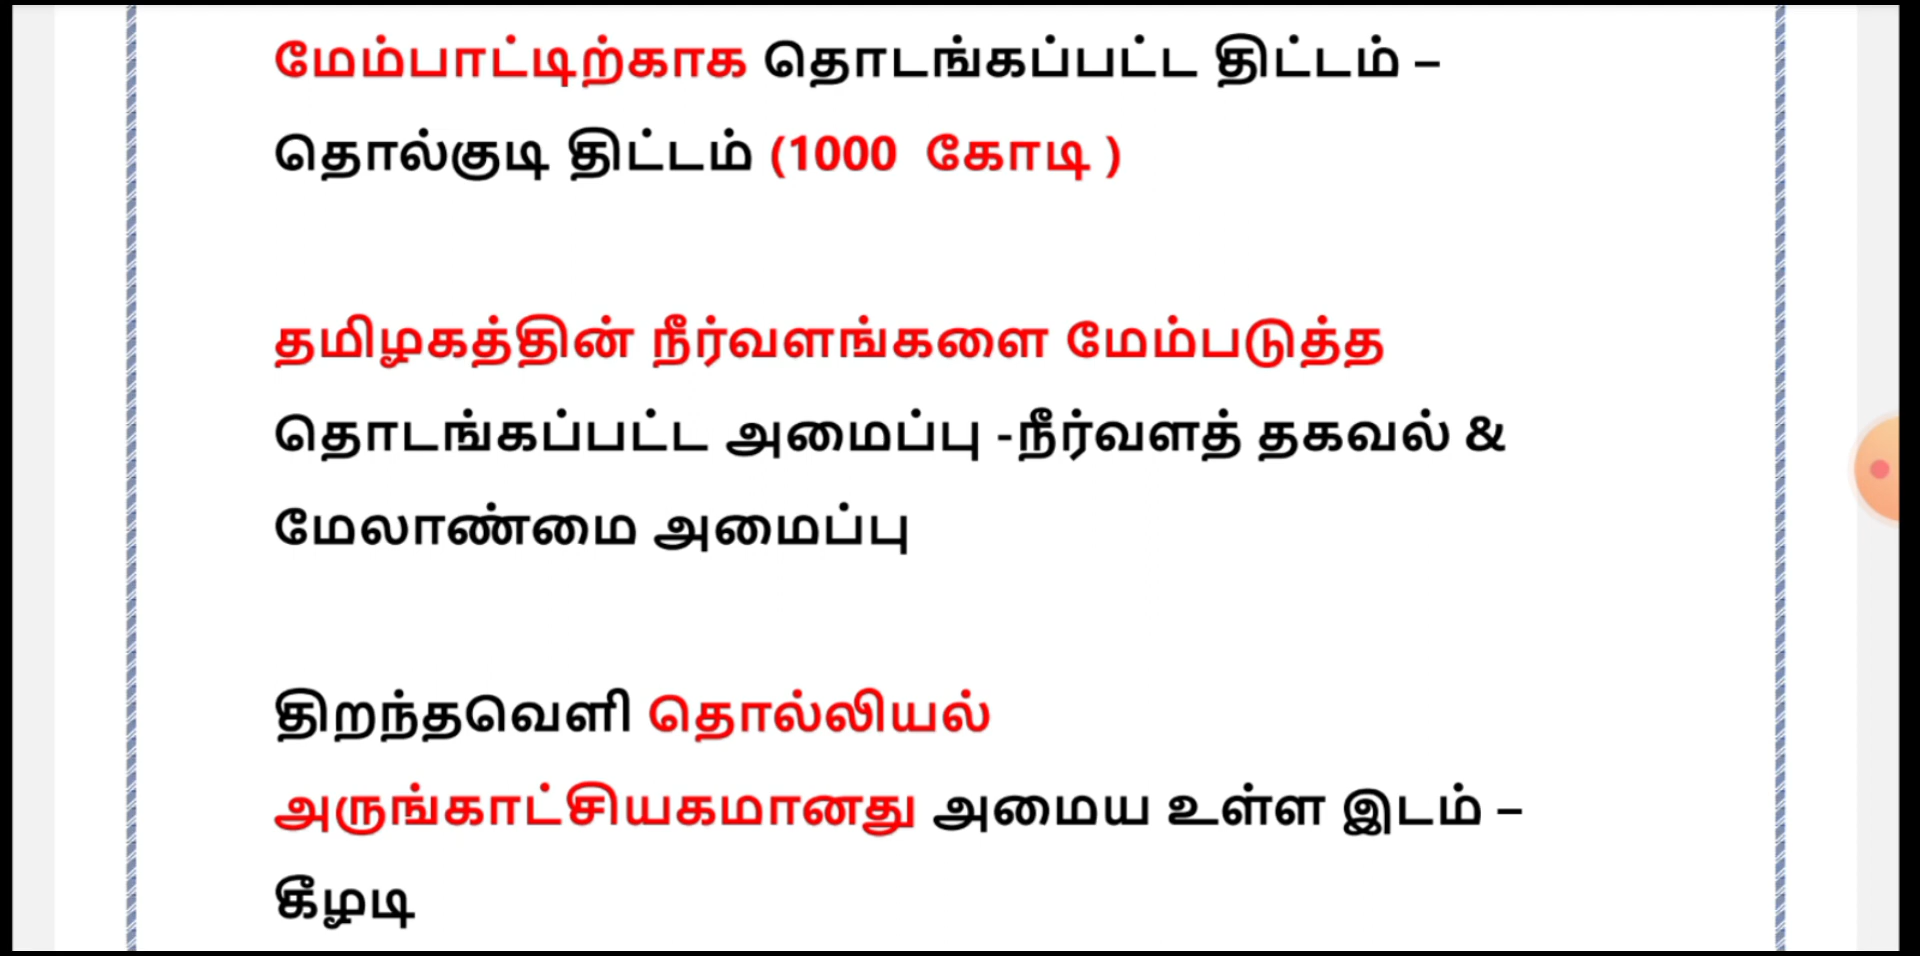 மேம்பாட்டிற்காக தொடங்கப்பட்ட திட்டம் –
தொல்குடி திட்டம் (1000 கோடி )
தமிழகத்தின் நீர்வளங்களை மேம்படுத்த
தொடங்கப்பட்ட அமைப்பு -நீர்வளத் தகவல் &
மேலாண்மை அமைப்பு
திறந்தவெளி தொல்லியல்
அருங்காட்சியகமானது அமைய உள்ள இடம் –
கீழடி